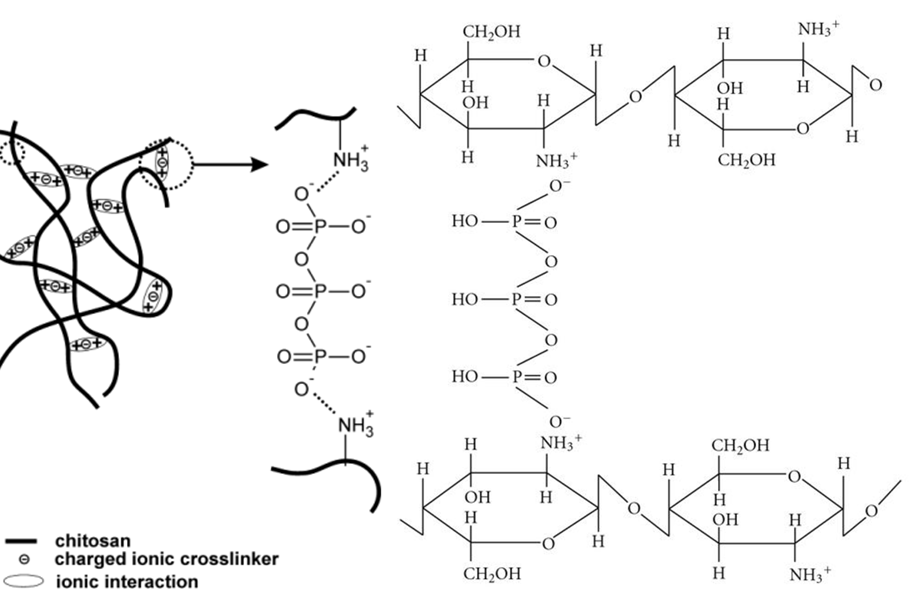 NH₃⁺
O⁻
O=P—O⁻
O
O=P—O⁻
O
O=P—O⁻
O⁻
NH₃⁺
CH₂OH
H
O
H
H
OH
H
H
NH₃⁺
O
H
NH₃⁺
OH
H
H
O
H
O
H
CH₂OH
O⁻
HO—P=O
O
HO—P=O
O
HO—P=O
O⁻
H
NH₃⁺
H
OH
H
H
O
H
CH₂OH
O
CH₂OH
H
O
H
H
OH
H
O
H
NH₃⁺
chitosan
⊖ charged ionic crosslinker
ionic interaction
+⊖+
+⊖+
+⊖+
+⊖+
+⊖+
+⊖+
+⊖+
+⊖+
+⊖+